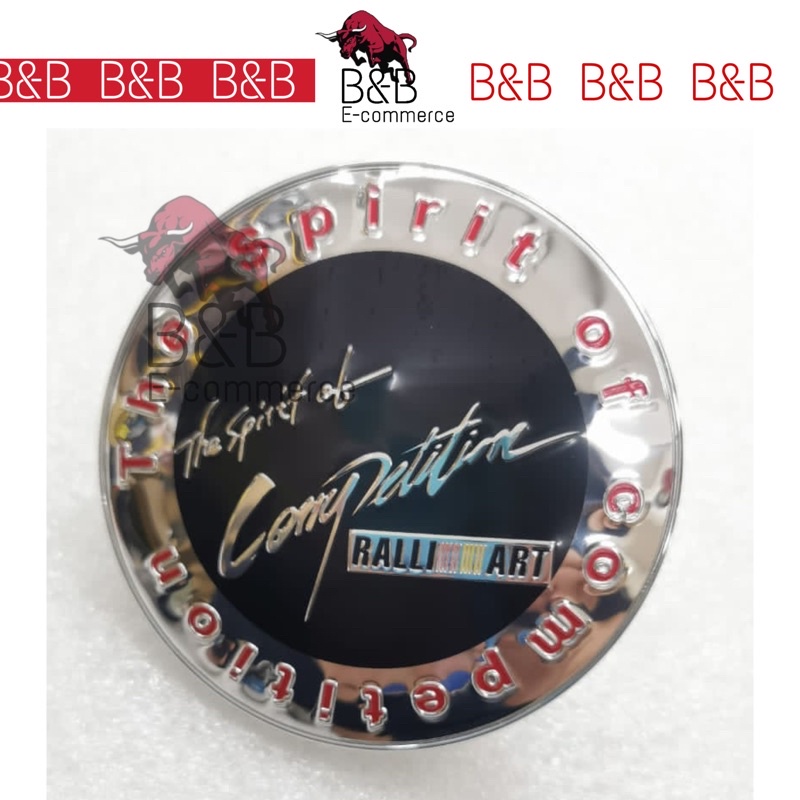 B&B B&B B&B B&B B&B B&B B&B
E-commerce
The Spirit of Competition
B&B
E-commerce
The Spirit of
Competition
RALLI ART